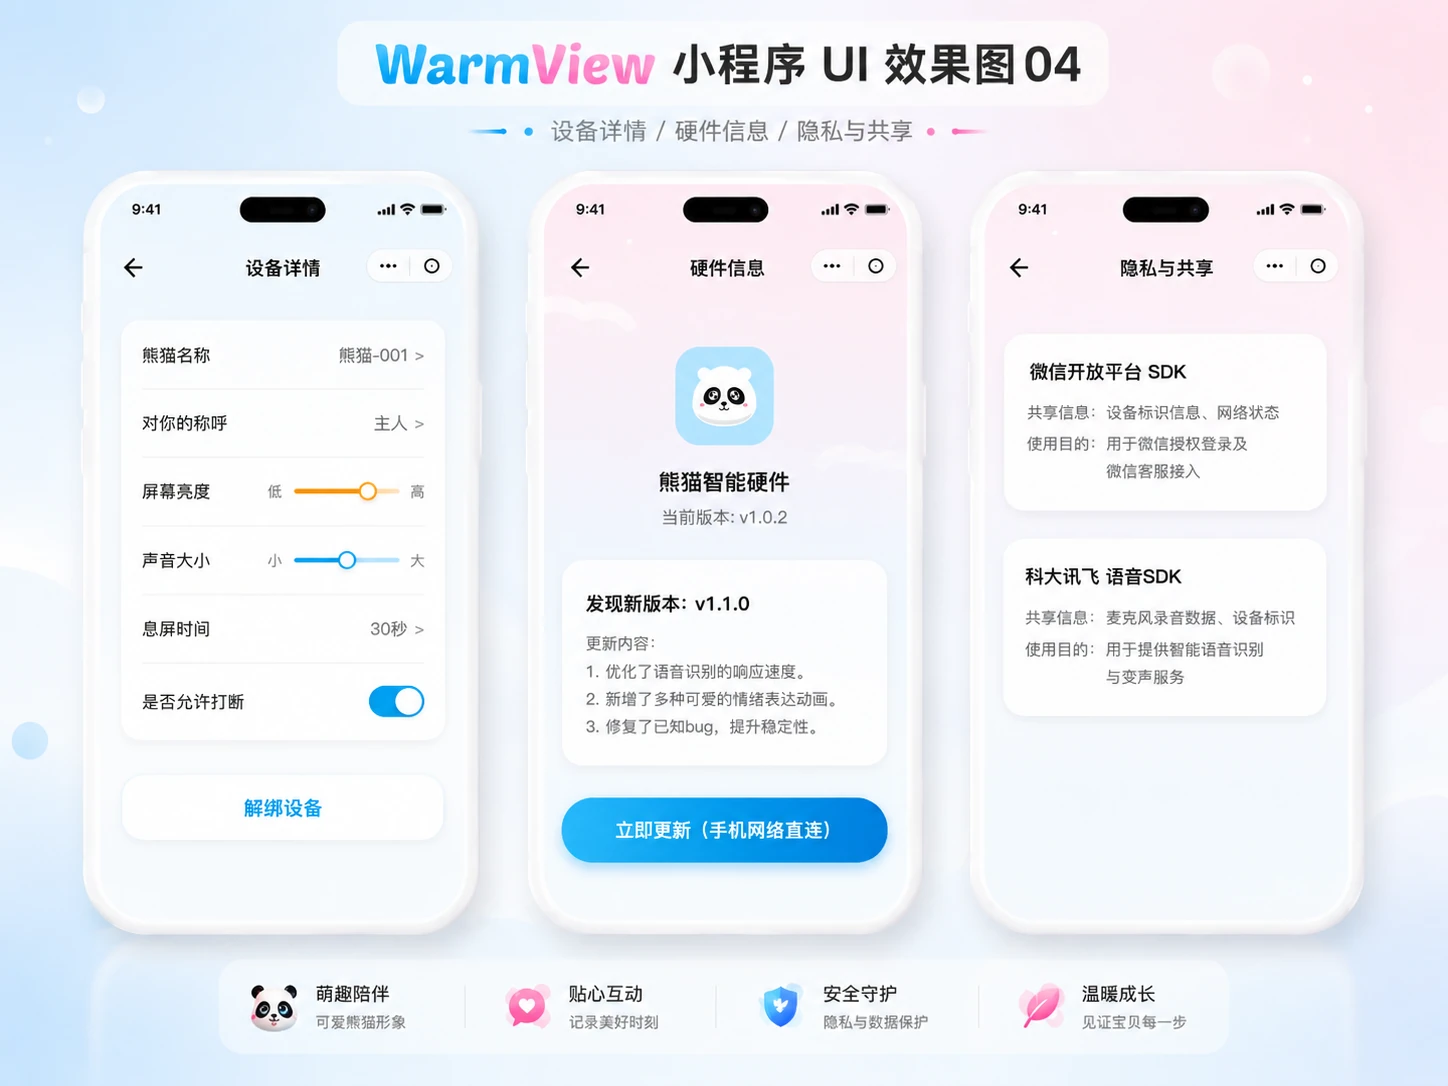 WarmView 小程序 UI 效果图 04
设备详情 / 硬件信息 / 隐私与共享
9:41
设备详情
熊猫名称 熊猫-001 >
对你的称呼 主人 >
屏幕亮度 低 高
声音大小 小 大
息屏时间 30秒 >
是否允许打断
解绑设备
9:41
硬件信息
熊猫智能硬件
当前版本: v1.0.2
发现新版本：v1.1.0
更新内容：
1. 优化了语音识别的响应速度。
2. 新增了多种可爱的情绪表达动画。
3. 修复了已知bug，提升稳定性。
立即更新（手机网络直连）
9:41
隐私与共享
微信开放平台 SDK
共享信息：设备标识信息、网络状态
使用目的：用于微信授权登录及
微信客服接入
科大讯飞 语音SDK
共享信息：麦克风录音数据、设备标识
使用目的：用于提供智能语音识别
与变声服务
萌趣陪伴
可爱熊猫形象
贴心互动
记录美好时刻
安全守护
隐私与数据保护
温暖成长
见证宝贝每一步